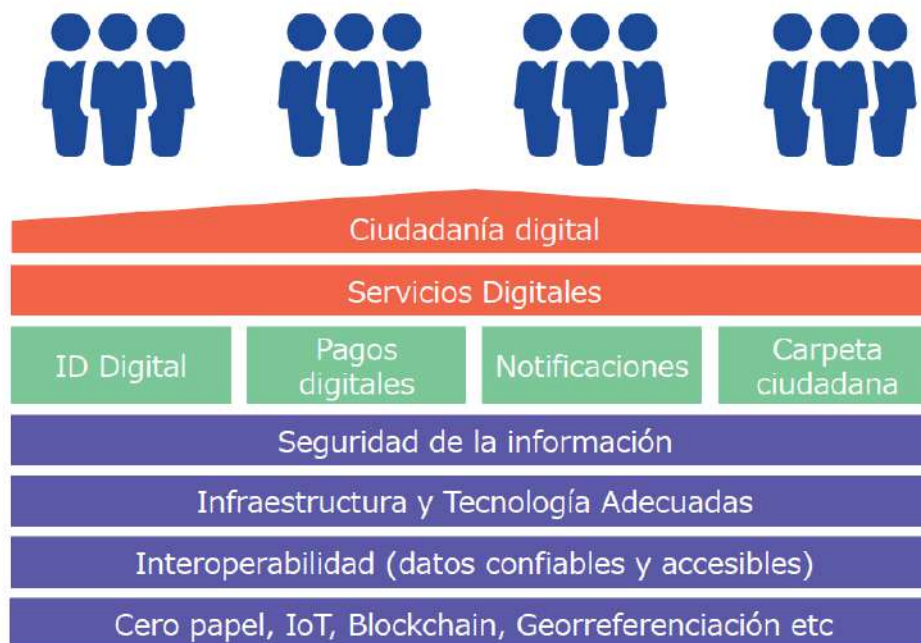 Ciudadanía digital
Servicios Digitales
ID Digital
Pagos
digitales
Notificaciones
Carpeta
ciudadana
Seguridad de la información
Infraestructura y Tecnología Adecuadas
Interoperabilidad (datos confiables y accesibles)
Cero papel, IoT, Blockchain, Georreferenciación etc